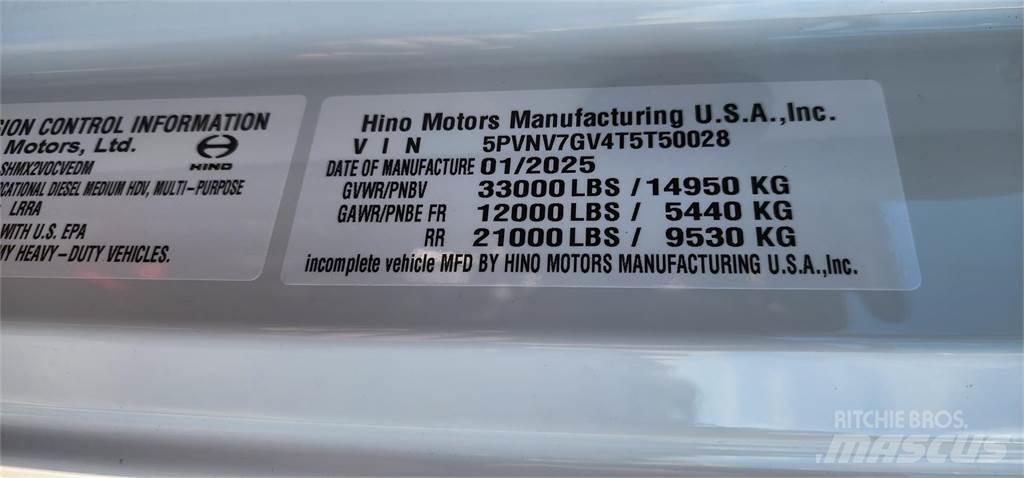 SION CONTROL INFORMATION
Motors, Ltd.
HINO
SHMX2VOCVEDM
CATIONAL DIESEL MEDIUM HDV, MULTI-PURPOSE
LRRA
WITH U.S. EPA
MY HEAVY-DUTY VEHICLES.
Hino Motors Manufacturing U.S.A.,Inc.
VIN 5PVNV7GV4T5T50028
DATE OF MANUFACTURE 01/2025
GVWR/PNBV 33000 LBS / 14950 KG
GAWR/PNBE FR 12000 LBS / 5440 KG
RR 21000 LBS / 9530 KG
incomplete vehicle MFD BY HINO MOTORS MANUFACTURING U.S.A.,Inc.
RITCHIE BROS.
MASCUS